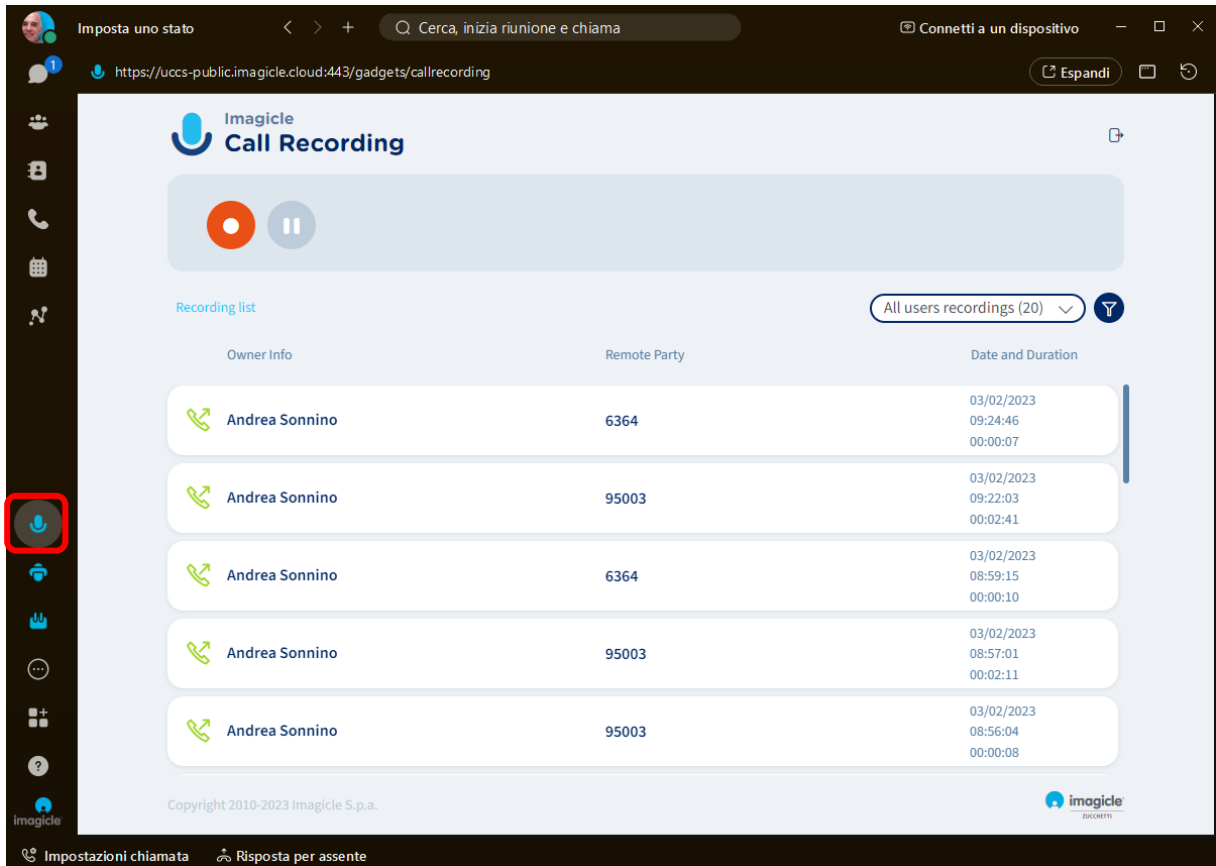 Imposta uno stato
Cerca, inizia riunione e chiama
Connetti a un dispositivo
1
https://uccs-public.imagicle.cloud:443/gadgets/callrecording
Espandi
Imagicle
Call Recording
Recording list
All users recordings (20)
Owner Info Remote Party Date and Duration
Andrea Sonnino 6364 03/02/2023
09:24:46
00:00:07
Andrea Sonnino 95003 03/02/2023
09:22:03
00:02:41
Andrea Sonnino 6364 03/02/2023
08:59:15
00:00:10
Andrea Sonnino 95003 03/02/2023
08:57:01
00:02:11
Andrea Sonnino 95003 03/02/2023
08:56:04
00:00:08
Copyright 2010-2023 Imagicle S.p.a.
imagicle
ZUCCHETTI
imagicle
Impostazioni chiamata
Risposta per assente